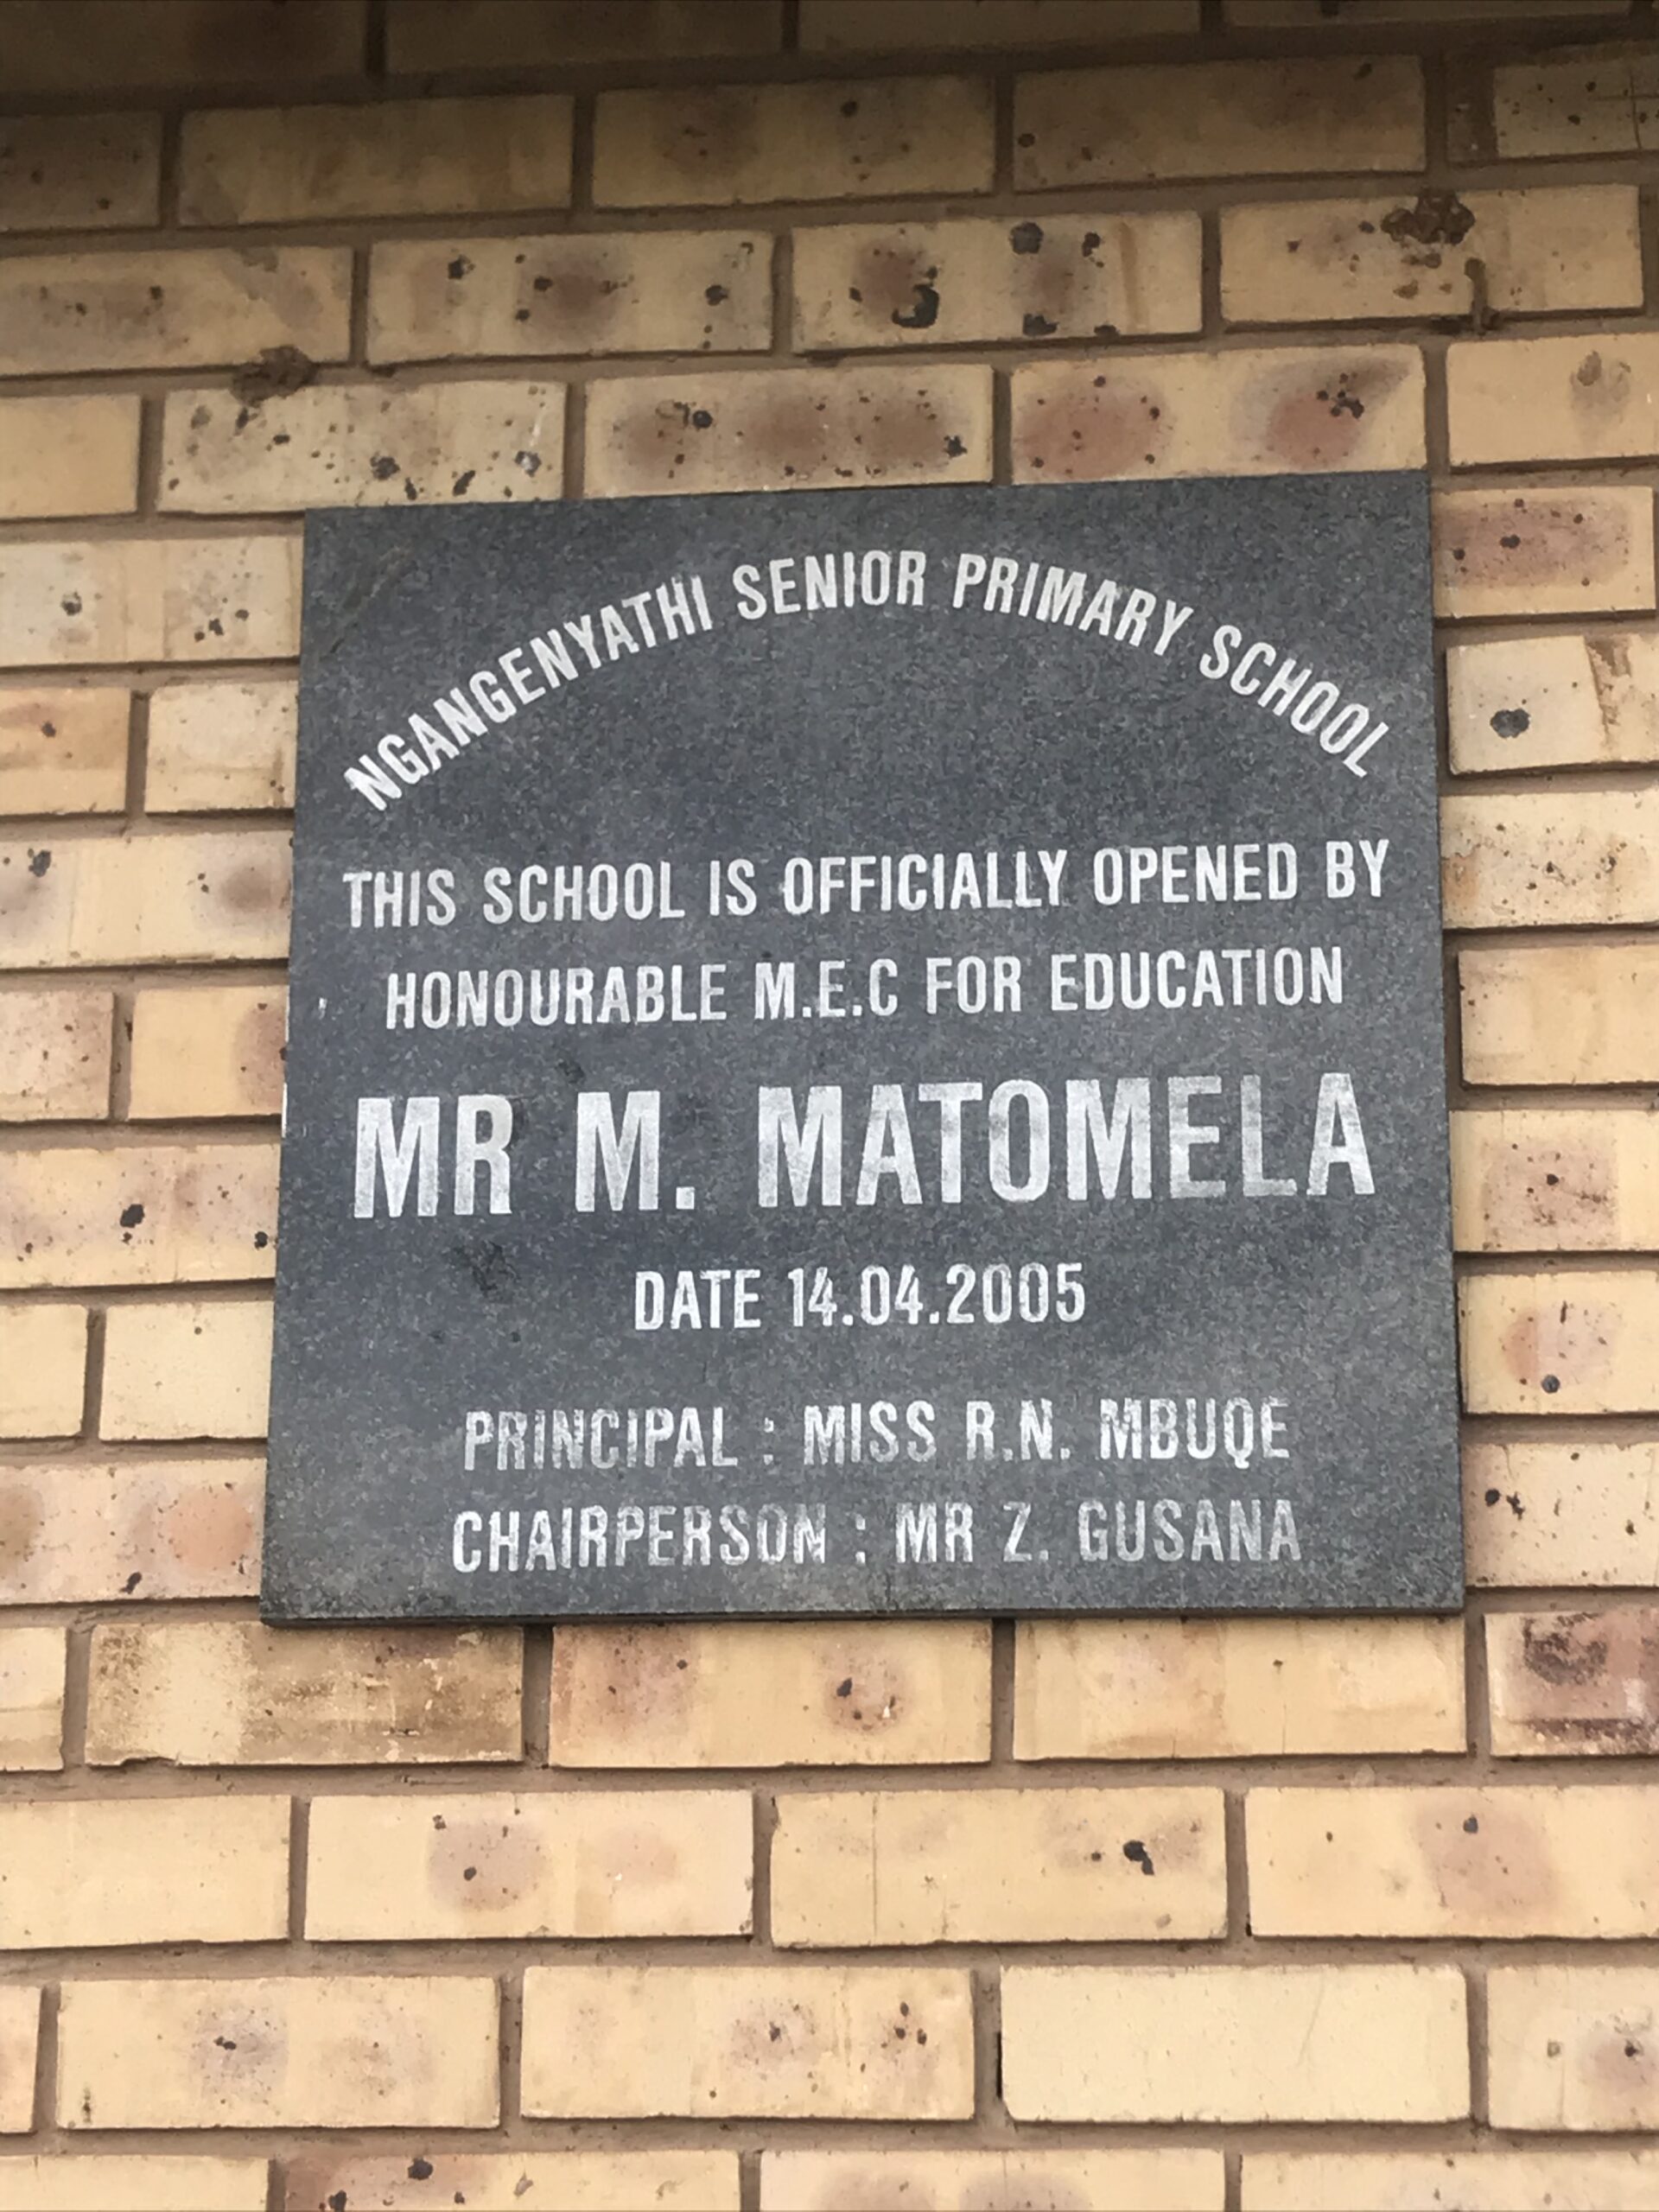 NGANGENYATHI SENIOR PRIMARY SCHOOL
THIS SCHOOL IS OFFICIALLY OPENED BY
HONOURABLE M.E.C FOR EDUCATION
MR M. MATOMELA
DATE 14.04.2005
PRINCIPAL : MISS R.N. MBUQE
CHAIRPERSON : MR Z. GUSANA